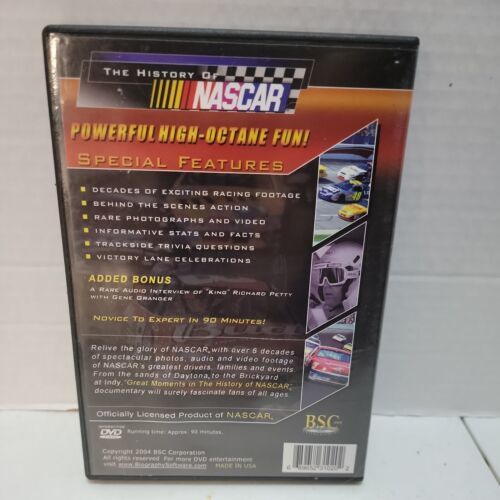 THE HISTORY OF
NASCAR
POWERFUL HIGH-OCTANE FUN!
SPECIAL FEATURES
DECADES OF EXCITING RACING FOOTAGE
BEHIND THE SCENES ACTION
RARE PHOTOGRAPHS AND VIDEO
INFORMATIVE STATS AND FACTS
TRACKSIDE TRIVIA QUESTIONS
VICTORY LANE CELEBRATIONS
ADDED BONUS
A RARE AUDIO INTERVIEW OF "KING" RICHARD PETTY
WITH GENE GRANGER
NOVICE TO EXPERT IN 90 MINUTES!
Relive the glory of NASCAR, with over 6 decades
of spectacular photos, audio and video footage
of NASCAR's greatest drivers, families and events
From the sands of Daytona, to the Brickyard
at Indy, "Great Moments in The History of NASCAR,"
documentary will surely fascinate fans of all ages.
Officially Licensed Product of NASCAR.
DVD
Running time: Approx. 90 minutes.
BSC
Copyright 2004 BSC Corporation
All rights reserved For more DVD entertainment
visit www.BiographySoftware.com MADE IN USA